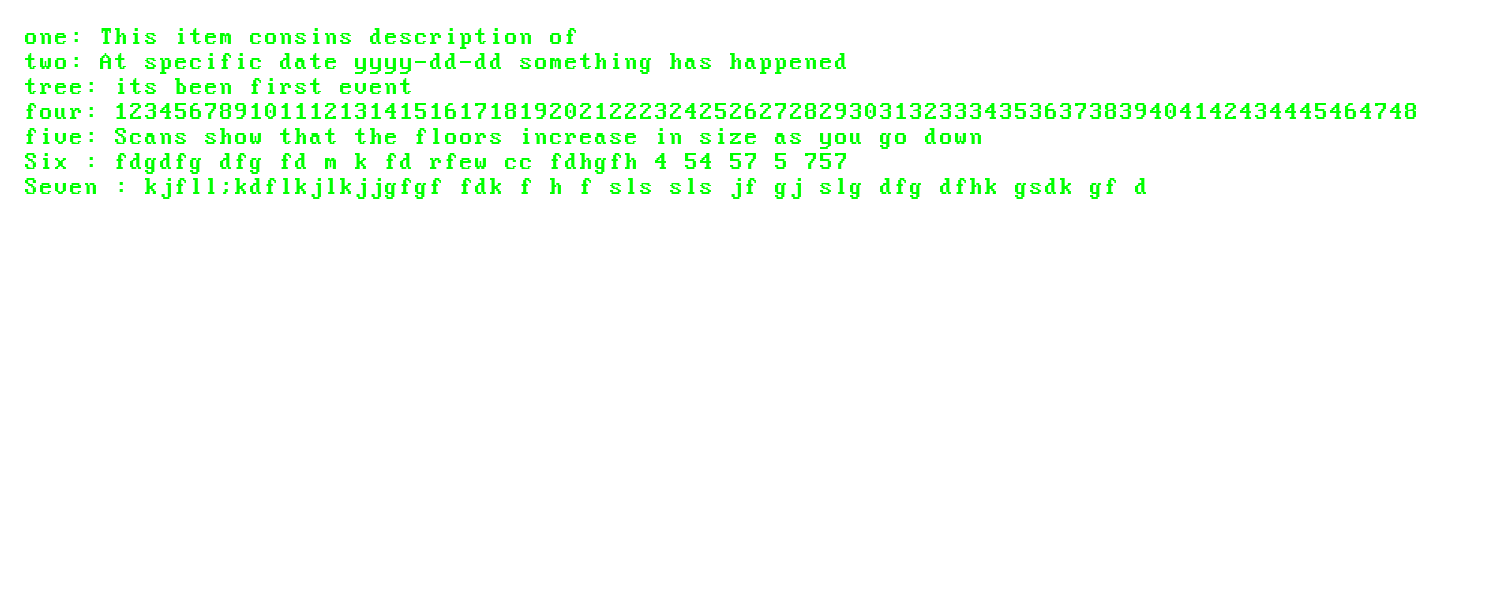 one: This item consins description of
two: At specific date yyyy-dd-dd something has happened
tree: its been first event
four: 123456789101112131415161718192021222324252627282930313233343536373839404142434445464748
five: Scans show that the floors increase in size as you go down
Six : fdgdfg dfg fd m k fd rfew cc fdhgfh 4 54 57 5 757
Seven : kjfll;kdflkjlkjjgfgf fdk f h f sls sls jf gj slg dfg dfhk gsdk gf d